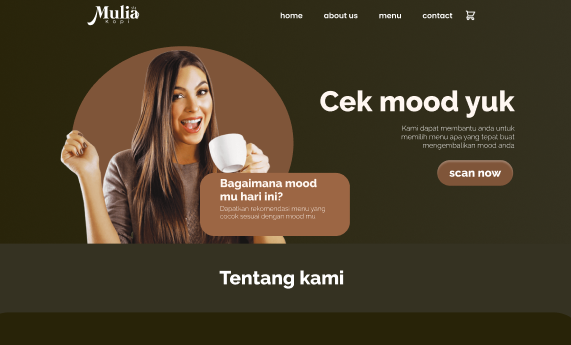 Mulia
Kopi
home
about us
menu
contact
Cek mood yuk
Kami dapat membantu anda untuk
memilih menu apa yang tepat buat
mengembalikan mood anda
scan now
Bagaimana mood
mu hari ini?
Dapatkan rekomendasi menu yang
cocok sesuai dengan mood mu
Tentang kami